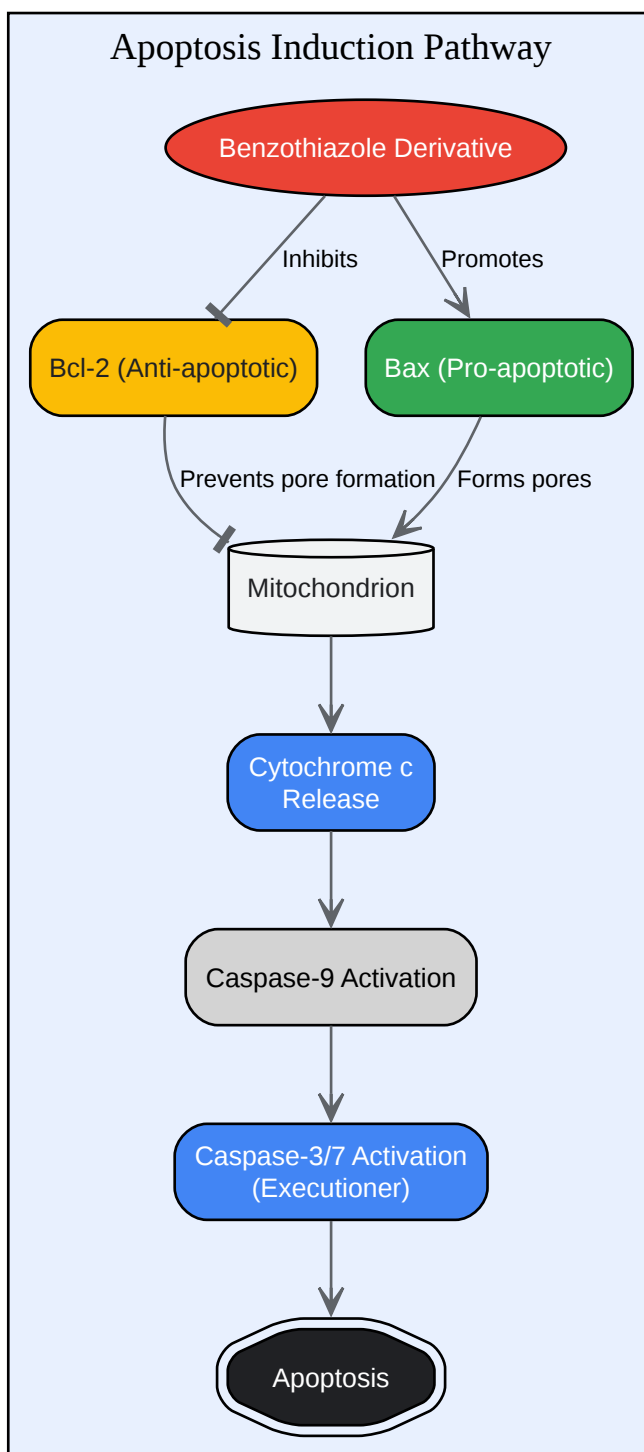 Apoptosis Induction Pathway
Benzothiazole Derivative
Inhibits
Promotes
Bcl-2 (Anti-apoptotic)
Bax (Pro-apoptotic)
Prevents pore formation
Forms pores
Mitochondrion
Cytochrome c
Release
Caspase-9 Activation
Caspase-3/7 Activation
(Executioner)
Apoptosis